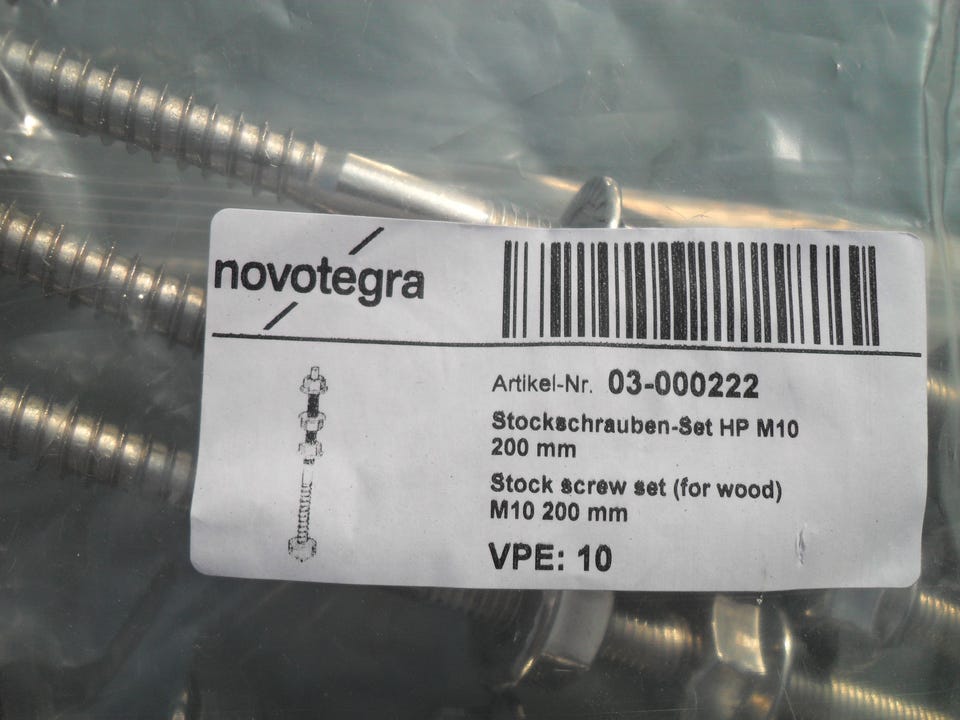 novotegra
Artikel-Nr. 03-000222
Stockschrauben-Set HP M10
200 mm
Stock screw set (for wood)
M10 200 mm
VPE: 10